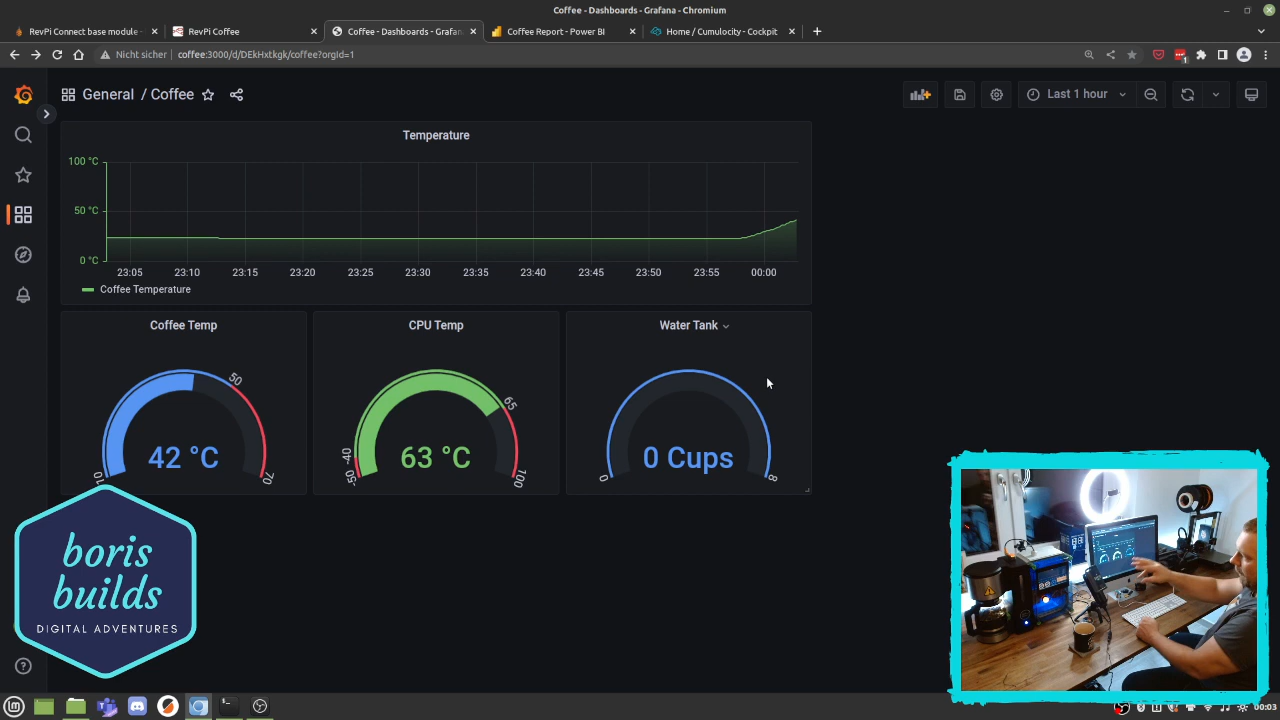 Coffee - Dashboards - Grafana - Chromium
RevPi Connect base module -
RevPi Coffee
Coffee - Dashboards - Grafan
Coffee Report - Power BI
Home / Cumulocity - Cockpit
Nicht sicher | coffee:3000/d/DEkHxtkgk/coffee?orgId=1
1
General / Coffee
Last 1 hour
Temperature
100 °C
50 °C
0 °C
23:05 23:10 23:15 23:20 23:25 23:30 23:35 23:40 23:45 23:50 23:55 00:00
Coffee Temperature
Coffee Temp
50
10
70
42 °C
CPU Temp
65
-40
-50
100
63 °C
Water Tank
0
8
0 Cups
boris
builds
DIGITAL ADVENTURES
00:03